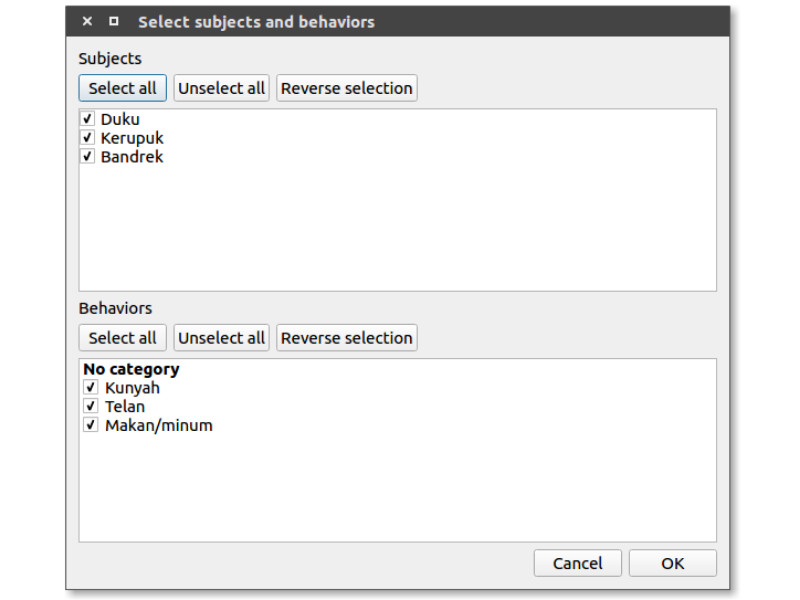 Select subjects and behaviors
Subjects
Select all Unselect all Reverse selection
Duku
Kerupuk
Bandrek
Behaviors
Select all Unselect all Reverse selection
No category
Kunyah
Telan
Makan/minum
Cancel OK